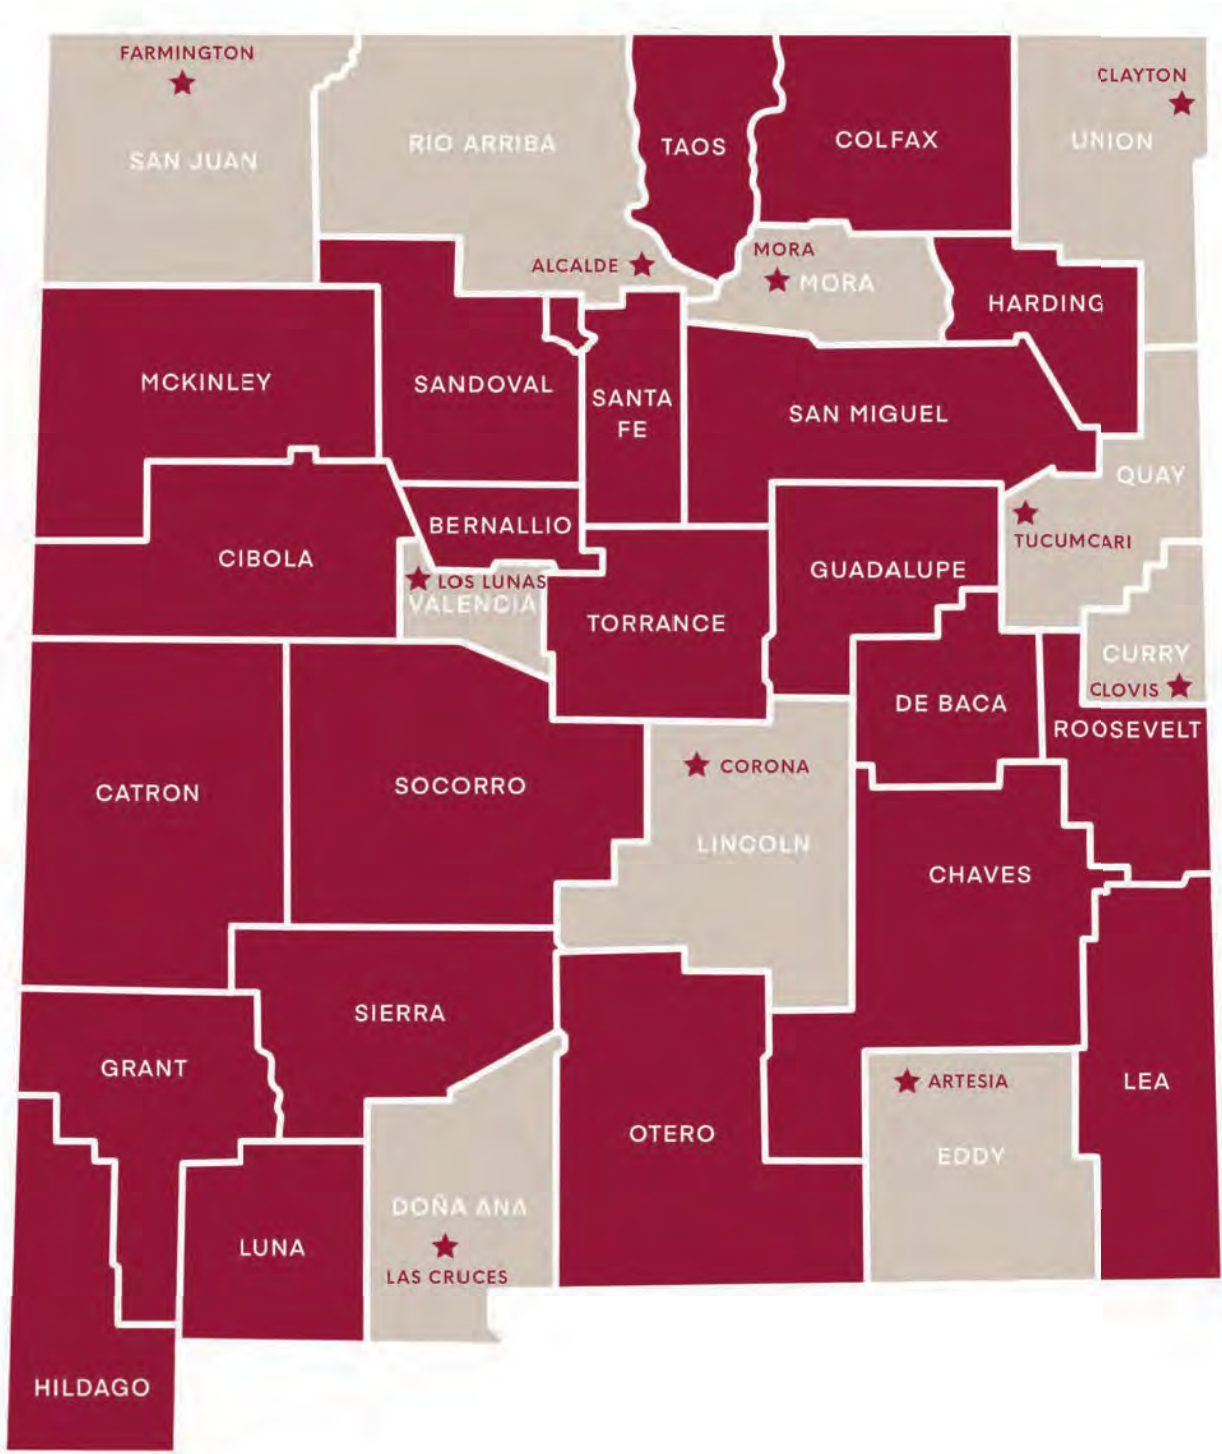 FARMINGTON
SAN JUAN
RIO ARRIBA
TAOS
COLFAX
CLAYTON
UNION
ALCALDE
MORA
MORA
HARDING
MCKINLEY
SANDOVAL
SANTA
FE
SAN MIGUEL
QUAY
TUCUMCARI
CIBOLA
BERNALLIO
LOS LUNAS
VALENCIA
TORRANCE
GUADALUPE
CURRY
CLOVIS
DE BACA
ROOSEVELT
CATRON
SOCORRO
CORONA
LINCOLN
CHAVES
SIERRA
GRANT
ARTESIA
EDDY
LEA
OTERO
DOÑA ANA
LAS CRUCES
LUNA
HILDAGO